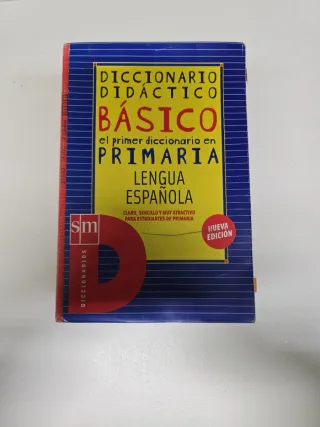 DICCIONARIO
DIDÁCTICO
BÁSICO
el primer diccionario en
PRIMARIA
LENGUA
ESPAÑOLA
CLARO, SENCILLO Y MUY ATRACTIVO
PARA ESTUDIANTES DE PRIMARIA
NUEVA
EDICIÓN
sm
DICCIONARIOS